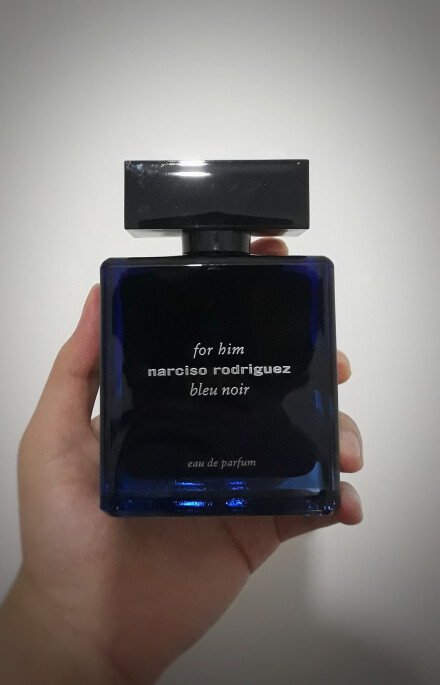 for him
narciso rodriguez
bleu noir
eau de parfum